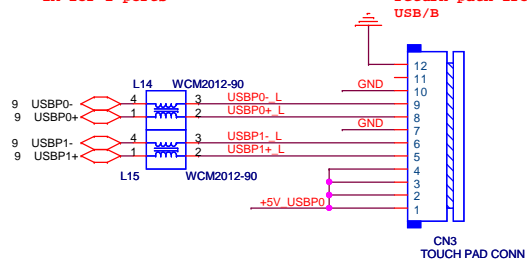 USB/B
L14 WCM2012-90
9 USBP0- 4 3 USBP0-_L
9 USBP0+ 1 2 USBP0+_L
9 USBP1- 4 3 USBP1-_L
9 USBP1+ 1 2 USBP1+_L
L15 WCM2012-90
GND
GND
+5V_USBP0
12
11
10
9
8
7
6
5
4
3
2
1
CN3
TOUCH PAD CONN